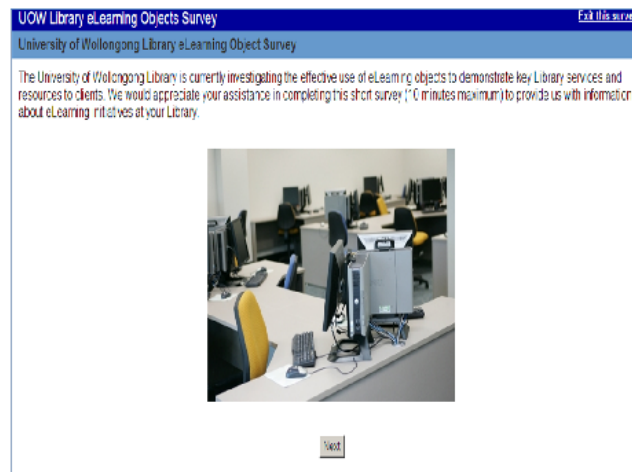 UOW Library eLearning Objects Survey Exit this surve
University of Wollongong Library eLearning Object Survey
The University of Wollongong Library is currently investigating the effective use of eLearning objects to demonstrate key Library services and
resources to clients. We would appreciate your assistance in completing this short survey (10 minutes maximum) to provide us with information
about eLearning initiatives at your Library.
Next